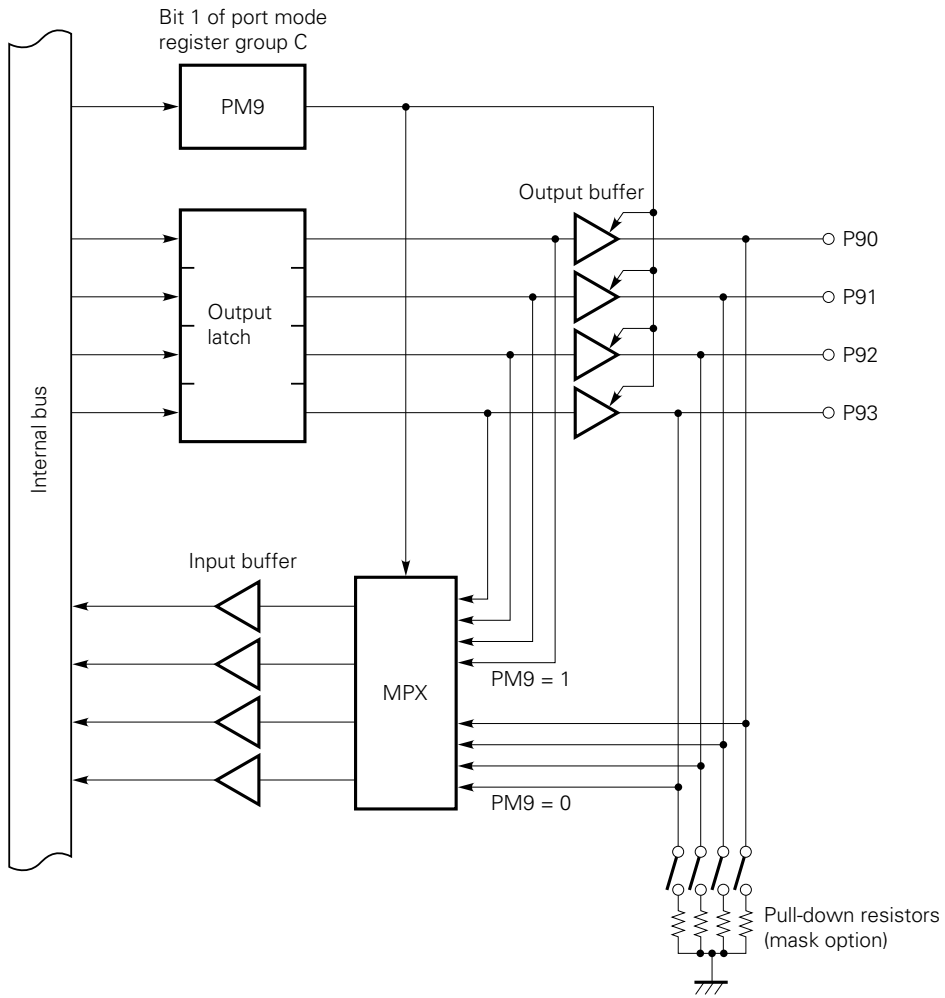 Bit 1 of port mode
register group C
PM9
Output buffer
P90
P91
Output
latch
P92
P93
Internal bus
Input buffer
PM9 = 1
MPX
PM9 = 0
Pull-down resistors
(mask option)